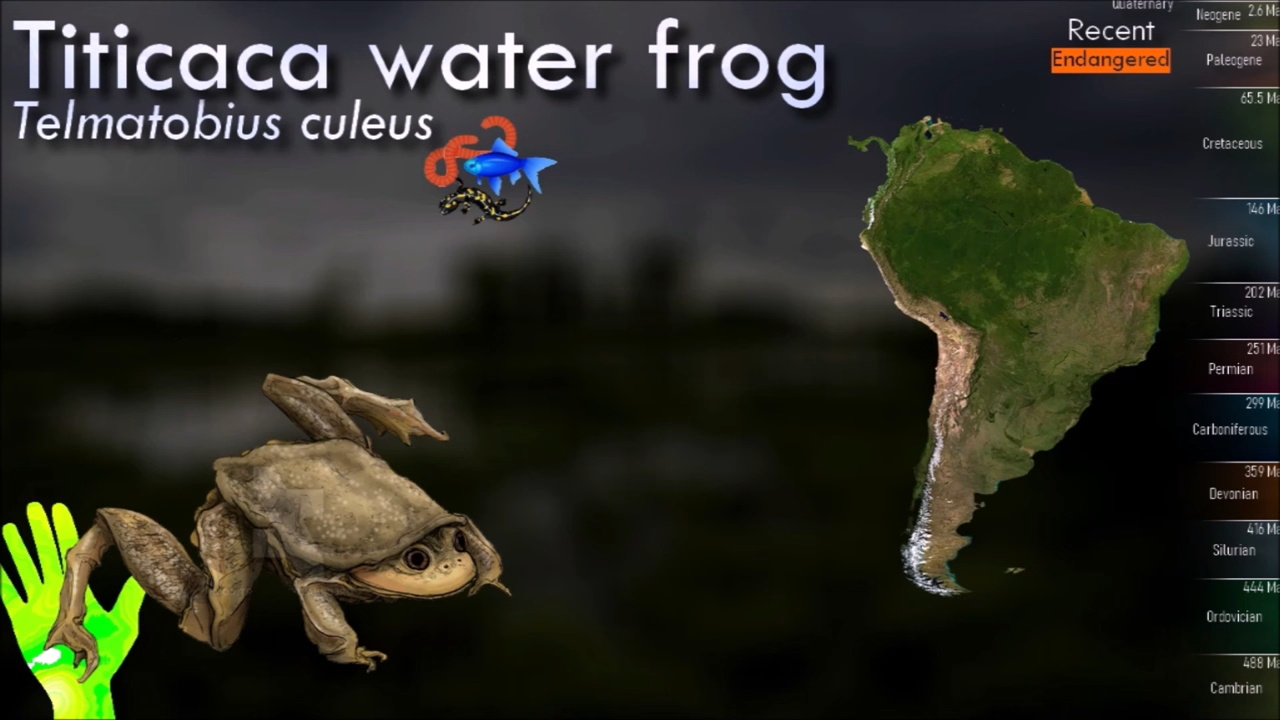 Titicaca water frog
Telmatobius culeus
Recent
Endangered
Quaternary
2.6 Ma
Neogene
23 Ma
Paleogene
65.5 Ma
Cretaceous
146 Ma
Jurassic
202 Ma
Triassic
251 Ma
Permian
299 Ma
Carboniferous
359 Ma
Devonian
416 Ma
Silurian
444 Ma
Ordovician
488 Ma
Cambrian